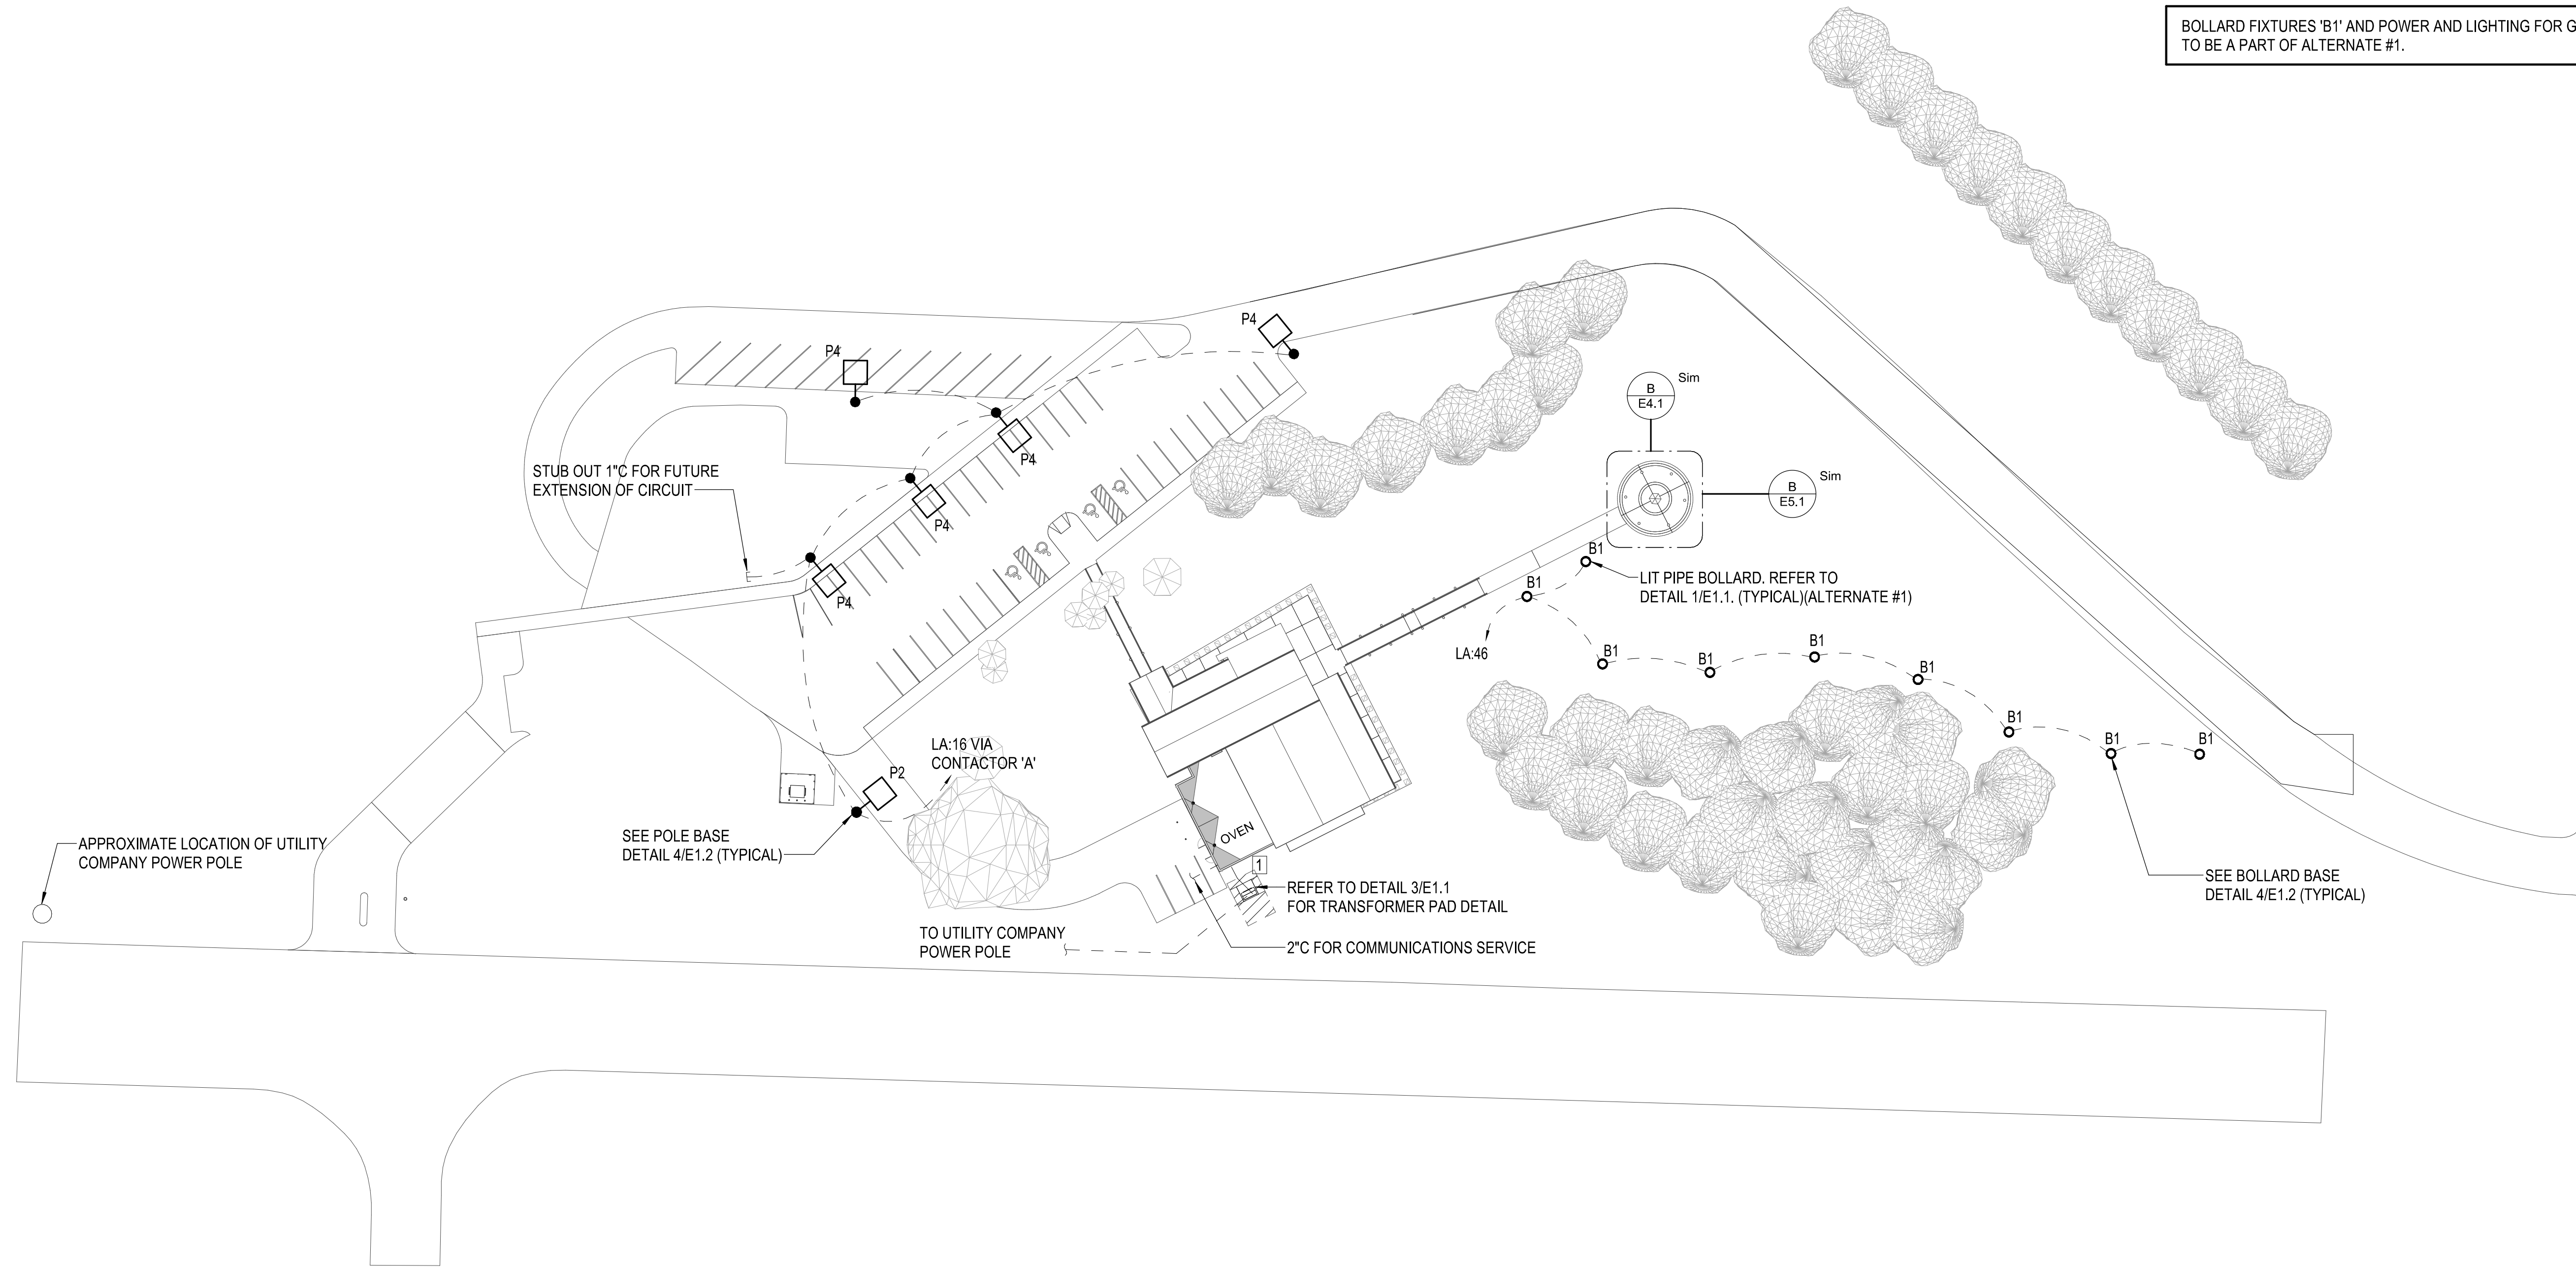 BOLLARD FIXTURES 'B1' AND POWER AND LIGHTING FOR G
TO BE A PART OF ALTERNATE #1.
P4
P4
P4
P4
P4
STUB OUT 1"C FOR FUTURE
EXTENSION OF CIRCUIT
B
E4.1
Sim
B
E5.1
Sim
B1
B1
LIT PIPE BOLLARD. REFER TO
DETAIL 1/E1.1. (TYPICAL)(ALTERNATE #1)
LA:46
B1
B1
B1
B1
B1
B1
B1
LA:16 VIA
CONTACTOR 'A'
P2
SEE POLE BASE
DETAIL 4/E1.2 (TYPICAL)
APPROXIMATE LOCATION OF UTILITY
COMPANY POWER POLE
OVEN
1
REFER TO DETAIL 3/E1.1
FOR TRANSFORMER PAD DETAIL
SEE BOLLARD BASE
DETAIL 4/E1.2 (TYPICAL)
TO UTILITY COMPANY
POWER POLE
2"C FOR COMMUNICATIONS SERVICE